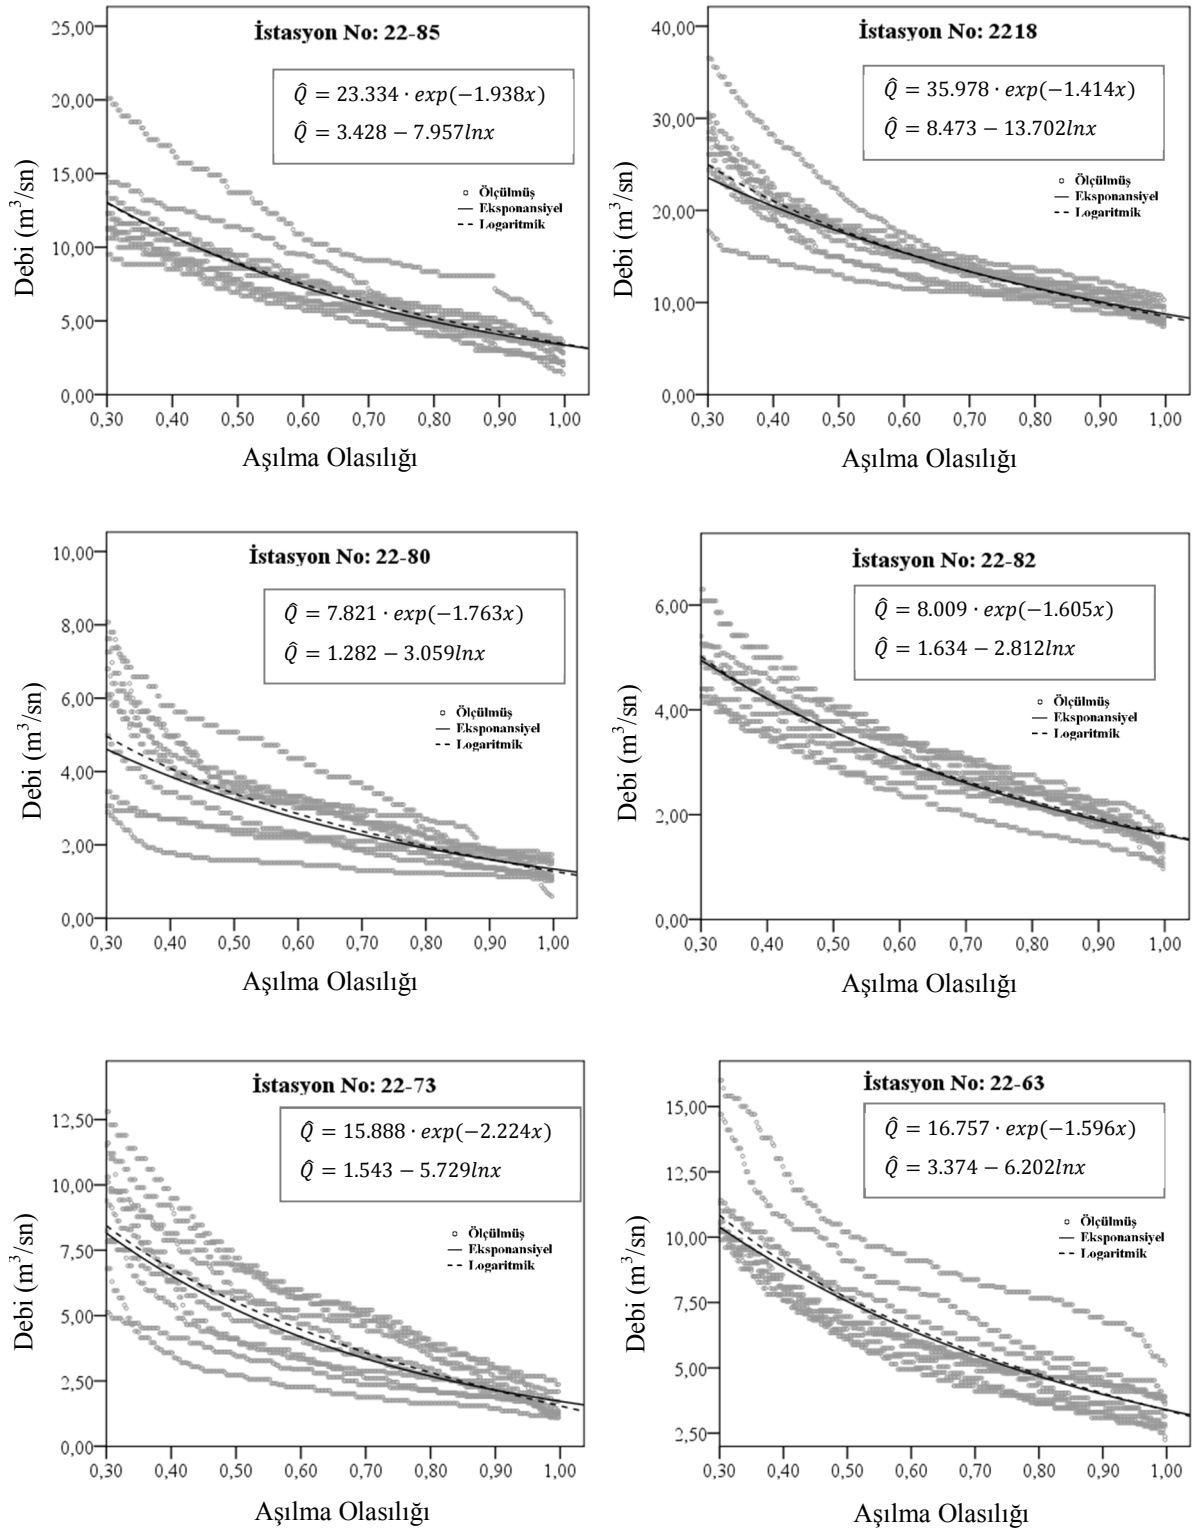 İstasyon No: 22-85
Q̂ = 23.334 · exp(−1.938x)
Q̂ = 3.428 − 7.957lnx
Ölçülmüş
Eksponansiyel
Logaritmik
Debi (m³/sn)
25,00
20,00
15,00
10,00
5,00
0,00
0,30 0,40 0,50 0,60 0,70 0,80 0,90 1,00
Aşılma Olasılığı
İstasyon No: 2218
Q̂ = 35.978 · exp(−1.414x)
Q̂ = 8.473 − 13.702lnx
Ölçülmüş
Eksponansiyel
Logaritmik
Debi (m³/sn)
40,00
30,00
20,00
10,00
0,00
0,30 0,40 0,50 0,60 0,70 0,80 0,90 1,00
Aşılma Olasılığı
İstasyon No: 22-80
Q̂ = 7.821 · exp(−1.763x)
Q̂ = 1.282 − 3.059lnx
Ölçülmüş
Eksponansiyel
Logaritmik
Debi (m³/sn)
10,00
8,00
6,00
4,00
2,00
0,00
0,30 0,40 0,50 0,60 0,70 0,80 0,90 1,00
Aşılma Olasılığı
İstasyon No: 22-82
Q̂ = 8.009 · exp(−1.605x)
Q̂ = 1.634 − 2.812lnx
Ölçülmüş
Eksponansiyel
Logaritmik
Debi (m³/sn)
6,00
4,00
2,00
0,00
0,30 0,40 0,50 0,60 0,70 0,80 0,90 1,00
Aşılma Olasılığı
İstasyon No: 22-73
Q̂ = 15.888 · exp(−2.224x)
Q̂ = 1.543 − 5.729lnx
Ölçülmüş
Eksponansiyel
Logaritmik
Debi (m³/sn)
12,50
10,00
7,50
5,00
2,50
0,00
0,30 0,40 0,50 0,60 0,70 0,80 0,90 1,00
Aşılma Olasılığı
İstasyon No: 22-63
Q̂ = 16.757 · exp(−1.596x)
Q̂ = 3.374 − 6.202lnx
Ölçülmüş
Eksponansiyel
Logaritmik
Debi (m³/sn)
15,00
12,50
10,00
7,50
5,00
2,50
0,30 0,40 0,50 0,60 0,70 0,80 0,90 1,00
Aşılma Olasılığı